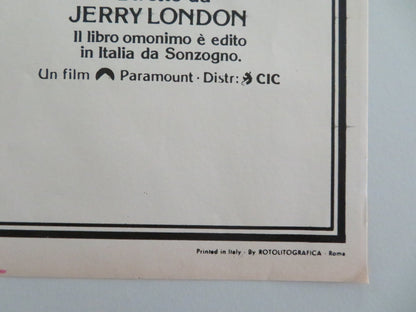 JERRY LONDON
Il libro omonimo è edito
in Italia da Sonzogno.
Un film Paramount · Distr: CIC
Printed in Italy - By ROTOLITOGRAFICA - Roma